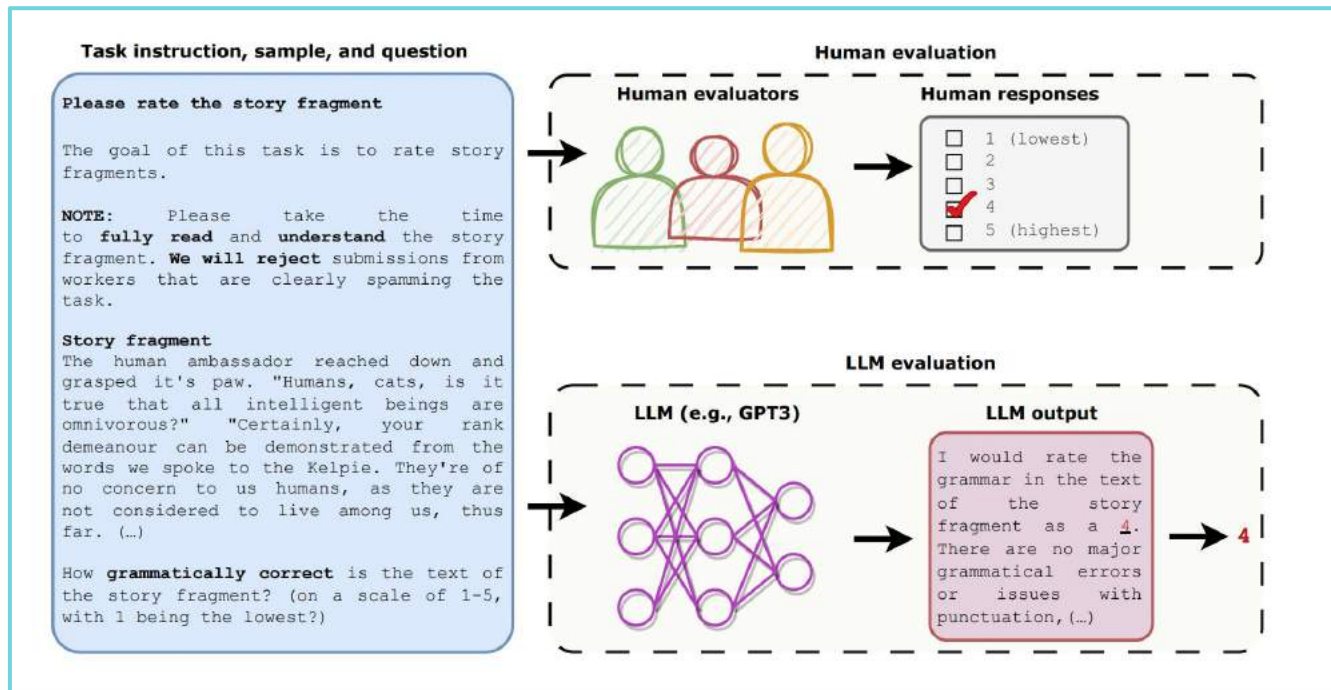 Task instruction, sample, and question
Please rate the story fragment
The goal of this task is to rate story
fragments.
NOTE: Please take the time
to fully read and understand the story
fragment. We will reject submissions from
workers that are clearly spamming the
task.
Story fragment
The human ambassador reached down and
grasped it's paw. "Humans, cats, is it
true that all intelligent beings are
omnivorous?" "Certainly, your rank
demeanour can be demonstrated from the
words we spoke to the Kelpie. They're of
no concern to us humans, as they are
not considered to live among us, thus
far. (…)
How grammatically correct is the text of
the story fragment? (on a scale of 1-5,
with 1 being the lowest?)
Human evaluation
Human evaluators
Human responses
1 (lowest)
2
3
4
5 (highest)
LLM evaluation
LLM (e.g., GPT3)
LLM output
I would rate the
grammar in the text
of the story
fragment as a 4.
There are no major
grammatical errors
or issues with
punctuation, (…)
4